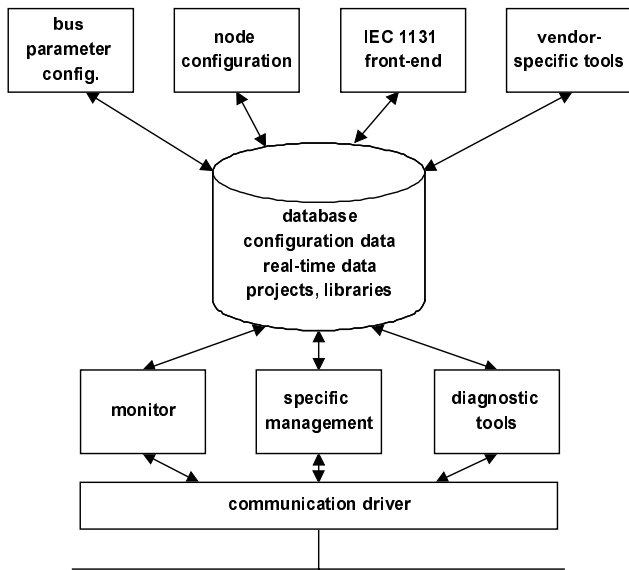 bus
parameter
config.
node
configuration
IEC 1131
front-end
vendor-
specific tools
database
configuration data
real-time data
projects, libraries
monitor
specific
management
diagnostic
tools
communication driver